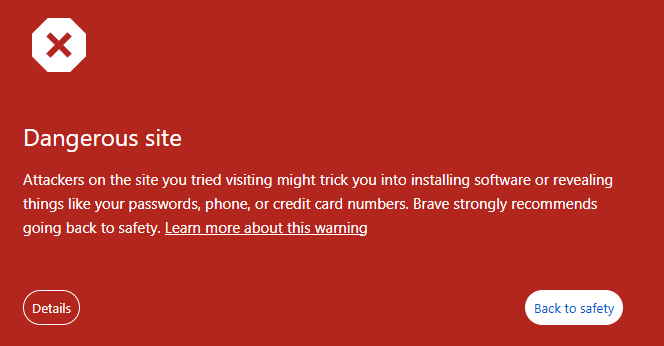 Dangerous site
Attackers on the site you tried visiting might trick you into installing software or revealing
things like your passwords, phone, or credit card numbers. Brave strongly recommends
going back to safety. Learn more about this warning
Details
Back to safety